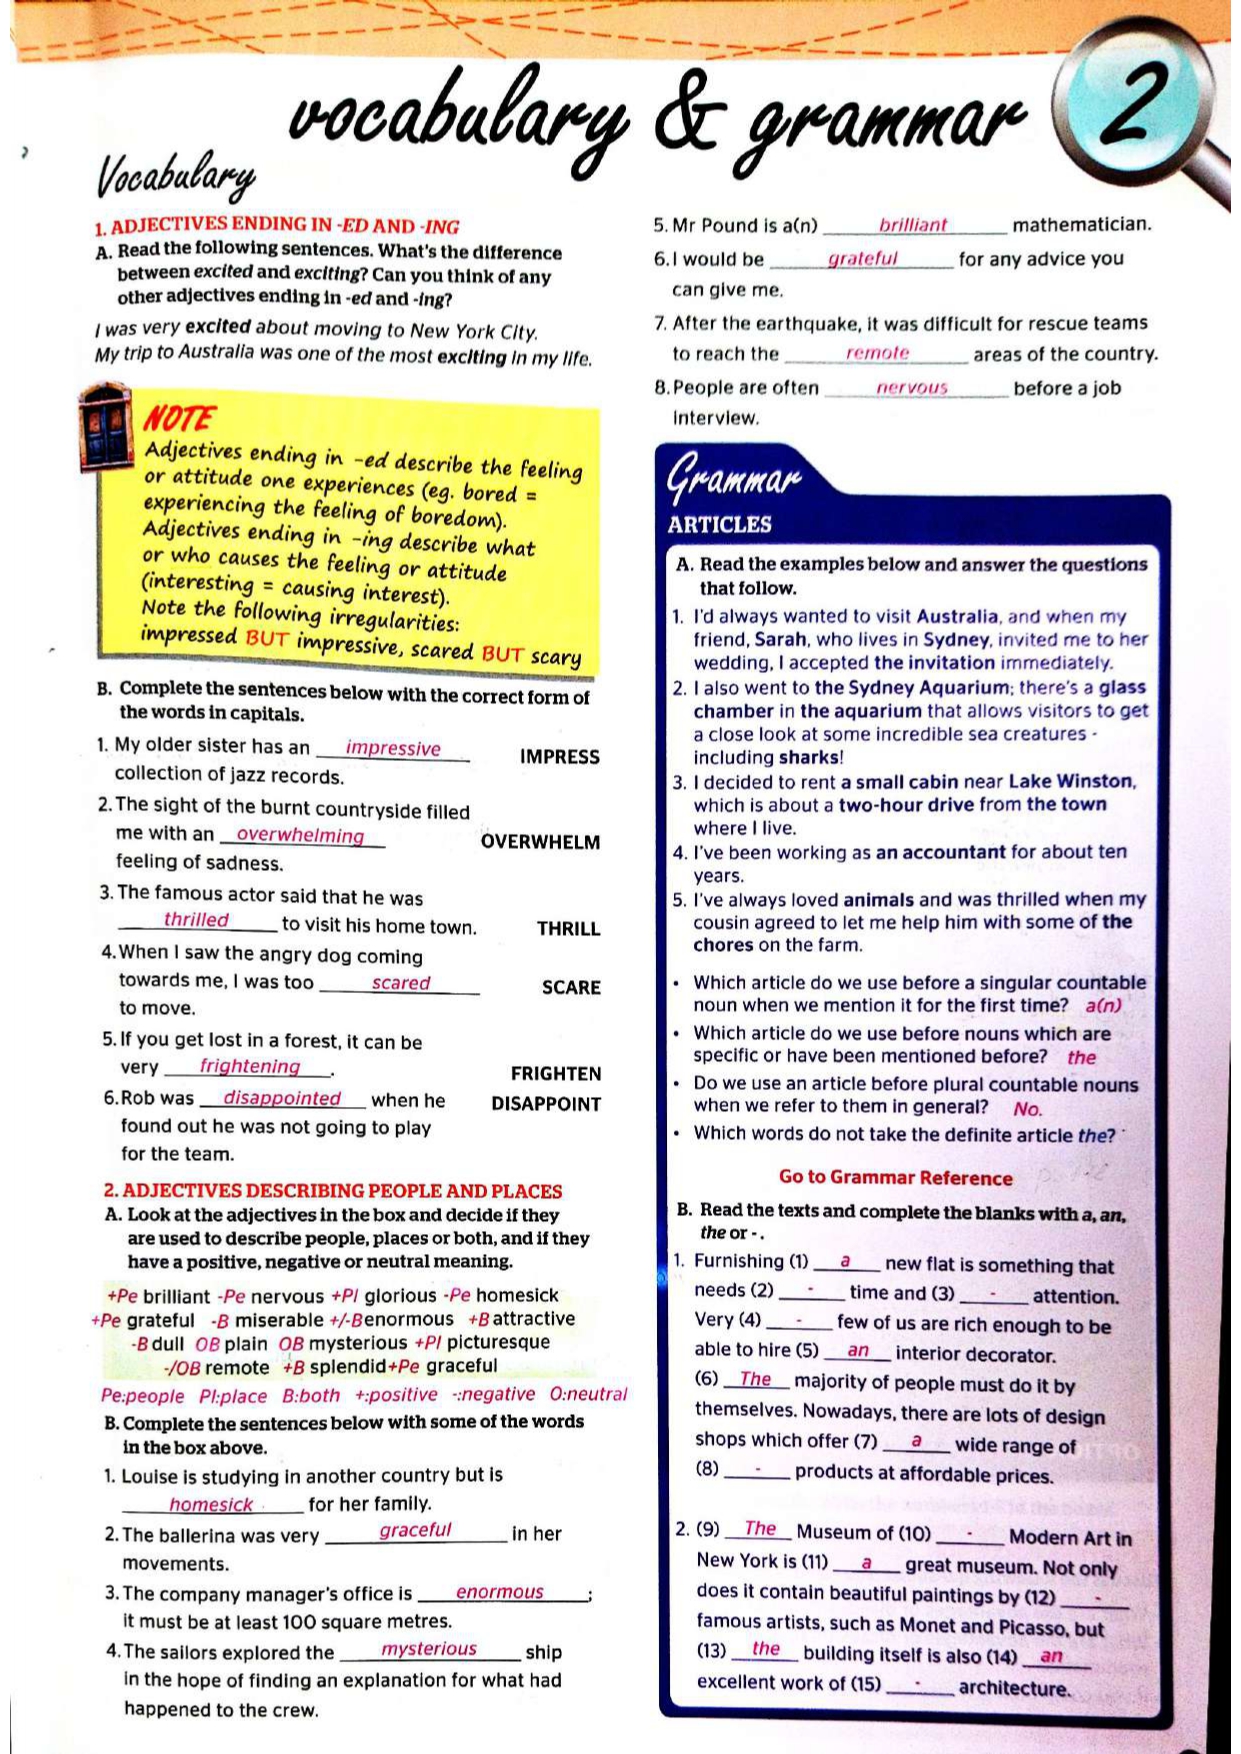 vocabulary & grammar 2
Vocabulary
1. ADJECTIVES ENDING IN -ED AND -ING
A. Read the following sentences. What's the difference
between excited and exciting? Can you think of any
other adjectives ending in -ed and -ing?
I was very excited about moving to New York City.
My trip to Australia was one of the most exciting in my life.
NOTE
Adjectives ending in -ed describe the feeling
or attitude one experiences (eg. bored =
experiencing the feeling of boredom).
Adjectives ending in -ing describe what
or who causes the feeling or attitude
(interesting = causing interest).
Note the following irregularities:
impressed BUT impressive, scared BUT scary
B. Complete the sentences below with the correct form of
the words in capitals.
1. My older sister has an impressive IMPRESS
collection of jazz records.
2. The sight of the burnt countryside filled
me with an overwhelming OVERWHELM
feeling of sadness.
3. The famous actor said that he was
thrilled to visit his home town. THRILL
4. When I saw the angry dog coming
towards me, I was too scared SCARE
to move.
5. If you get lost in a forest, it can be
very frightening. FRIGHTEN
6. Rob was disappointed when he DISAPPOINT
found out he was not going to play
for the team.
2. ADJECTIVES DESCRIBING PEOPLE AND PLACES
A. Look at the adjectives in the box and decide if they
are used to describe people, places or both, and if they
have a positive, negative or neutral meaning.
+Pe brilliant -Pe nervous +Pl glorious -Pe homesick
+Pe grateful -B miserable +/-B enormous +B attractive
-B dull OB plain OB mysterious +Pl picturesque
-/OB remote +B splendid +Pe graceful
Pe:people Pl:place B:both +:positive -:negative O:neutral
B. Complete the sentences below with some of the words
in the box above.
1. Louise is studying in another country but is
homesick for her family.
2. The ballerina was very graceful in her
movements.
3. The company manager's office is enormous ;
it must be at least 100 square metres.
4. The sailors explored the mysterious ship
in the hope of finding an explanation for what had
happened to the crew.
5. Mr Pound is a(n) brilliant mathematician.
6. I would be grateful for any advice you
can give me.
7. After the earthquake, it was difficult for rescue teams
to reach the remote areas of the country.
8. People are often nervous before a job
interview.
Grammar
ARTICLES
A. Read the examples below and answer the questions
that follow.
1. I'd always wanted to visit Australia, and when my
friend, Sarah, who lives in Sydney, invited me to her
wedding, I accepted the invitation immediately.
2. I also went to the Sydney Aquarium; there's a glass
chamber in the aquarium that allows visitors to get
a close look at some incredible sea creatures -
including sharks!
3. I decided to rent a small cabin near Lake Winston,
which is about a two-hour drive from the town
where I live.
4. I've been working as an accountant for about ten
years.
5. I've always loved animals and was thrilled when my
cousin agreed to let me help him with some of the
chores on the farm.
• Which article do we use before a singular countable
noun when we mention it for the first time? a(n)
• Which article do we use before nouns which are
specific or have been mentioned before? the
• Do we use an article before plural countable nouns
when we refer to them in general? No.
• Which words do not take the definite article the?
Go to Grammar Reference
B. Read the texts and complete the blanks with a, an,
the or - .
1. Furnishing (1) a new flat is something that
needs (2) - time and (3) - attention.
Very (4) - few of us are rich enough to be
able to hire (5) an interior decorator.
(6) The majority of people must do it by
themselves. Nowadays, there are lots of design
shops which offer (7) a wide range of
(8) - products at affordable prices.
2. (9) The Museum of (10) - Modern Art in
New York is (11) a great museum. Not only
does it contain beautiful paintings by (12) -
famous artists, such as Monet and Picasso, but
(13) the building itself is also (14) an
excellent work of (15) - architecture.